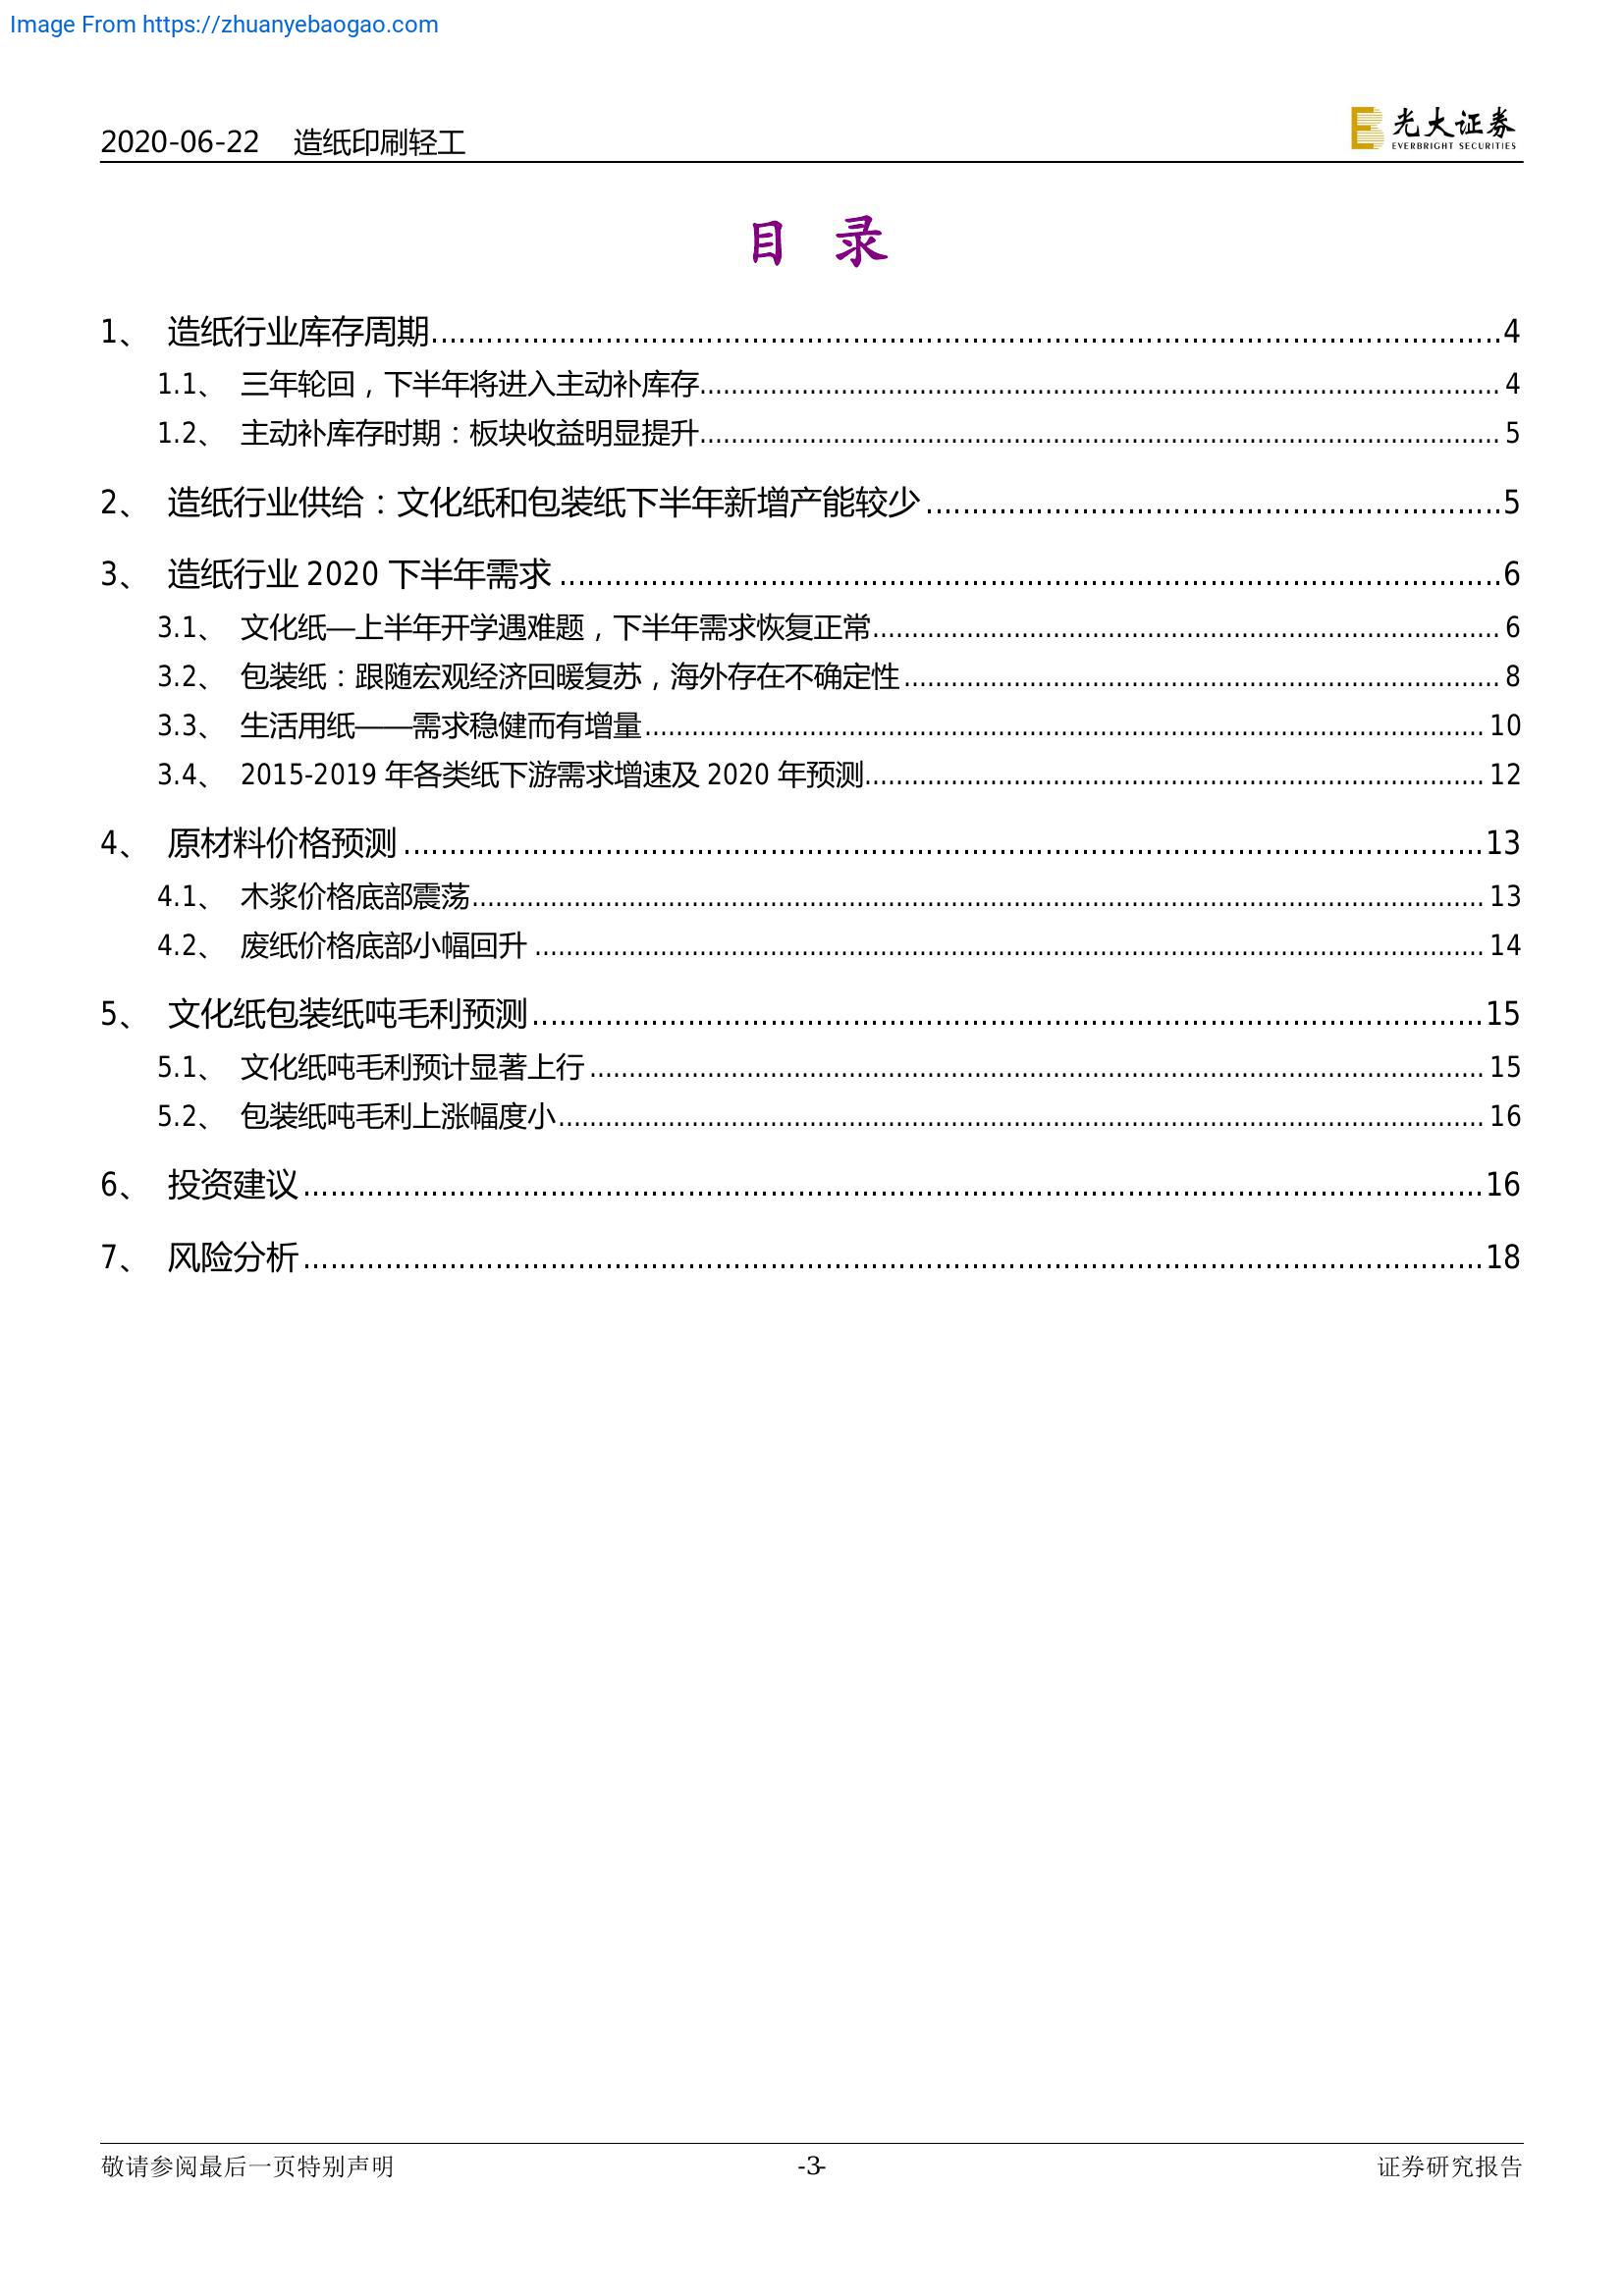 Image From https://zhuanyebaogao.com
2020-06-22 造纸印刷轻工
光大证券
EVERBRIGHT SECURITIES
目 录
1、 造纸行业库存周期 4
1.1、 三年轮回，下半年将进入主动补库存 4
1.2、 主动补库存时期：板块收益明显提升 5
2、 造纸行业供给：文化纸和包装纸下半年新增产能较少 5
3、 造纸行业 2020 下半年需求 6
3.1、 文化纸—上半年开学遇难题，下半年需求恢复正常 6
3.2、 包装纸：跟随宏观经济回暖复苏，海外存在不确定性 8
3.3、 生活用纸——需求稳健而有增量 10
3.4、 2015-2019 年各类纸下游需求增速及 2020 年预测 12
4、 原材料价格预测 13
4.1、 木浆价格底部震荡 13
4.2、 废纸价格底部小幅回升 14
5、 文化纸包装纸吨毛利预测 15
5.1、 文化纸吨毛利预计显著上行 15
5.2、 包装纸吨毛利上涨幅度小 16
6、 投资建议 16
7、 风险分析 18
敬请参阅最后一页特别声明 -3- 证券研究报告